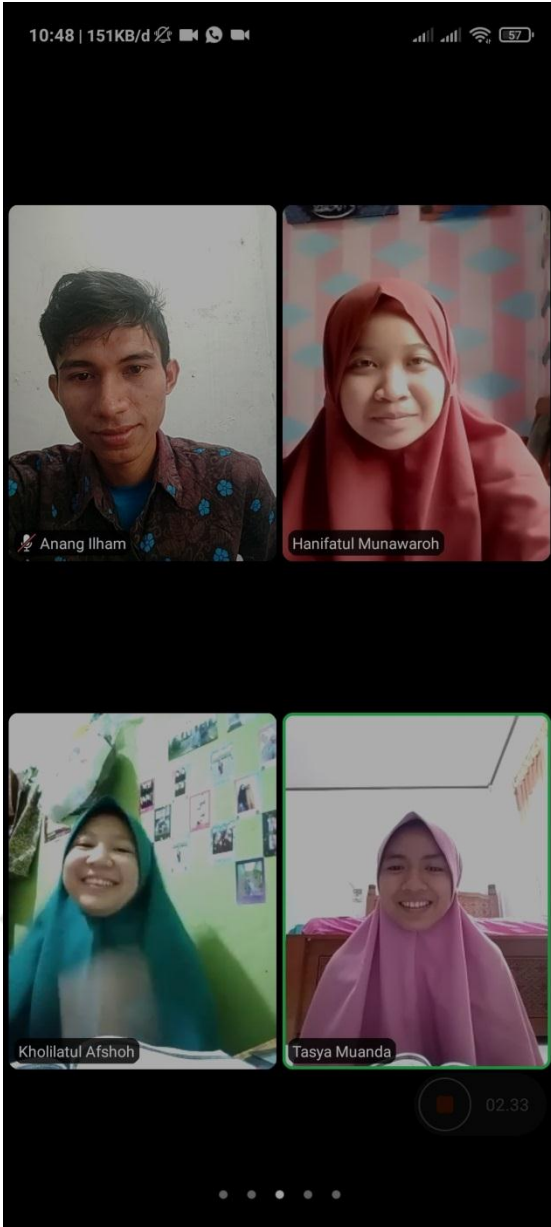 10:48 | 151KB/d
57
Anang Ilham
Hanifatul Munawaroh
Kholilatul Afshoh
Tasya Muanda
02.33